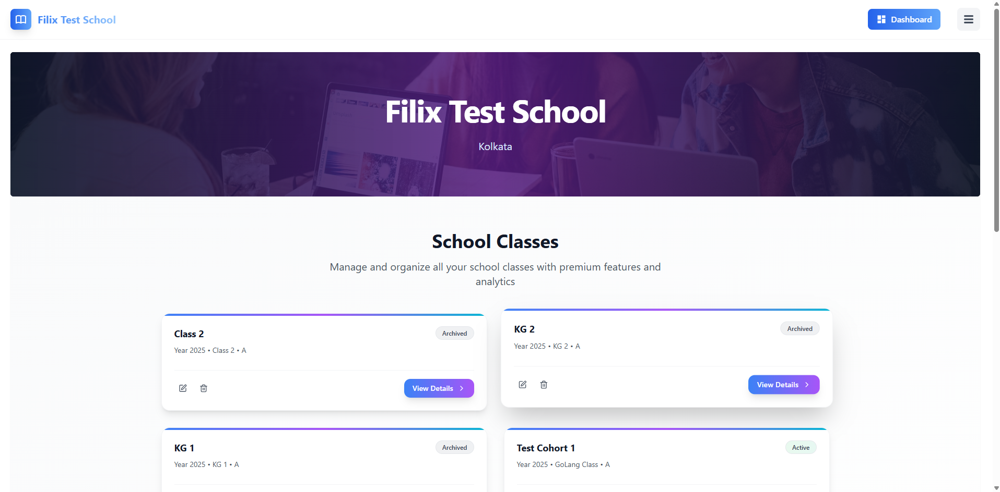 Filix Test School
Dashboard
Filix Test School
Kolkata
School Classes
Manage and organize all your school classes with premium features and
analytics
Class 2
Archived
Year 2025 • Class 2 • A
View Details
KG 2
Archived
Year 2025 • KG 2 • A
View Details
KG 1
Archived
Year 2025 • KG 1 • A
Test Cohort 1
Active
Year 2025 • GoLang Class • A